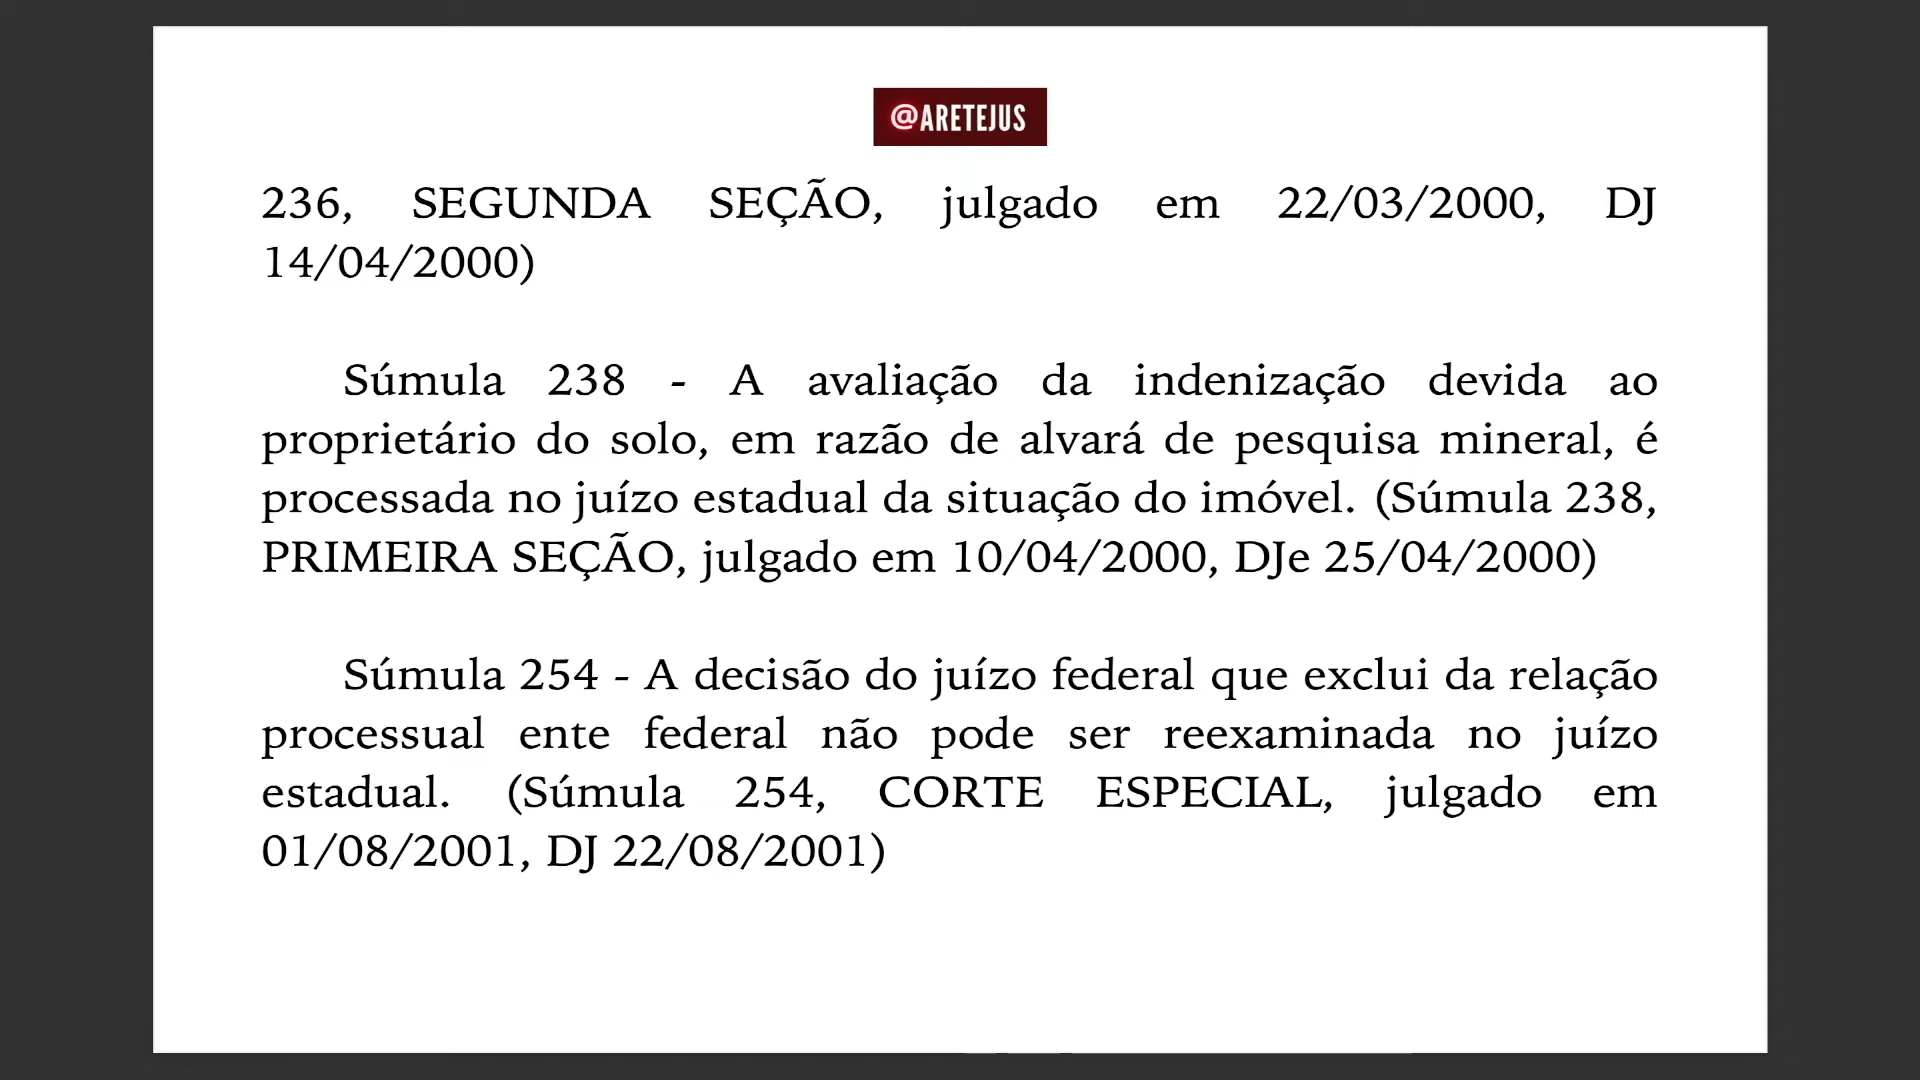 @ARETEJUS
236, SEGUNDA SEÇÃO, julgado em 22/03/2000, DJ
14/04/2000)
Súmula 238 - A avaliação da indenização devida ao
proprietário do solo, em razão de alvará de pesquisa mineral, é
processada no juízo estadual da situação do imóvel. (Súmula 238,
PRIMEIRA SEÇÃO, julgado em 10/04/2000, DJe 25/04/2000)
Súmula 254 - A decisão do juízo federal que exclui da relação
processual ente federal não pode ser reexaminada no juízo
estadual. (Súmula 254, CORTE ESPECIAL, julgado em
01/08/2001, DJ 22/08/2001)